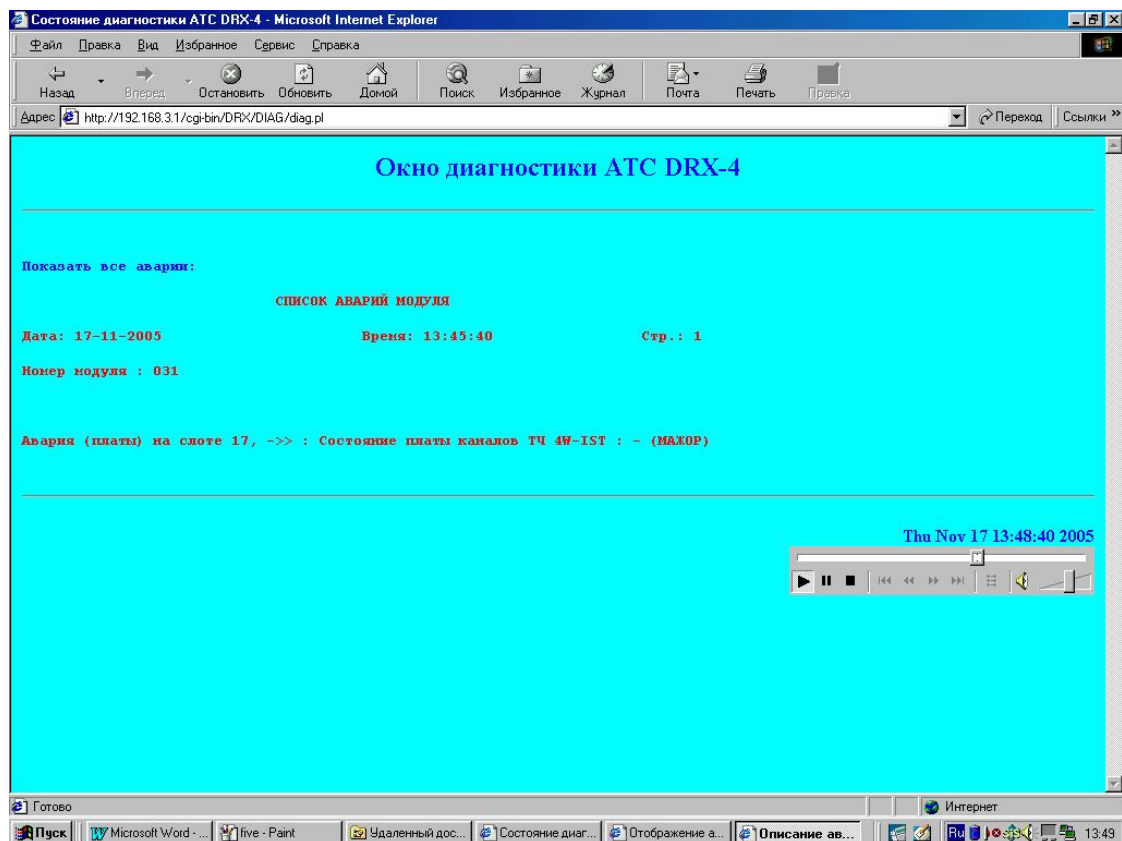 Состояние диагностики АТС DRX-4 - Microsoft Internet Explorer
Файл Правка Вид Избранное Сервис Справка
Назад Вперед Остановить Обновить Домой Поиск Избранное Журнал Почта Печать Правка
Адрес http://192.168.3.1/cgi-bin/DRX/DIAG/diag.pl Переход Ссылки »
Окно диагностики АТС DRX-4
Показать все аварии:
СПИСОК АВАРИЙ МОДУЛЯ
Дата: 17-11-2005 Время: 13:45:40 Стр.: 1
Номер модуля : 031
Авария (платы) на слоте 17, ->> : Состояние платы каналов ТЧ 4W-IST : - (МАЖОР)
Thu Nov 17 13:48:40 2005
Готово Интернет
Пуск Microsoft Word - ... five - Paint Удаленный дос... Состояние диаг... Отображение а... Описание ав... Ru 13:49